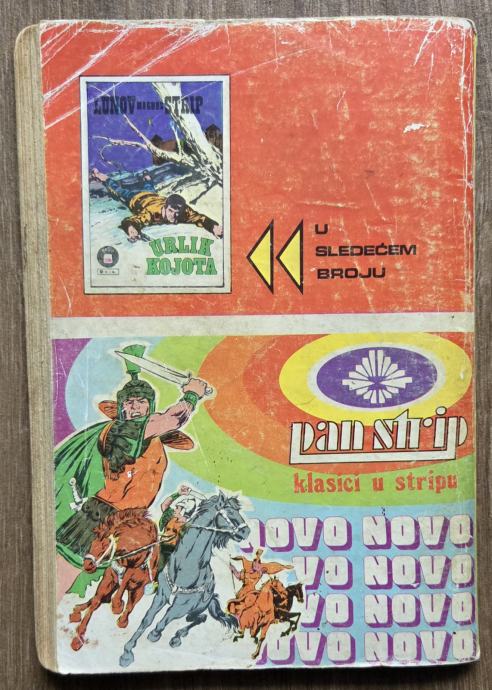 LUNOV MAGNUS STRIP
URLIK
KOJOTA
U
SLEDEĆEM
BROJU
pan strip
klasici u stripu
NOVO NOVO
NOVO NOVO
NOVO NOVO
NOVO NOVO